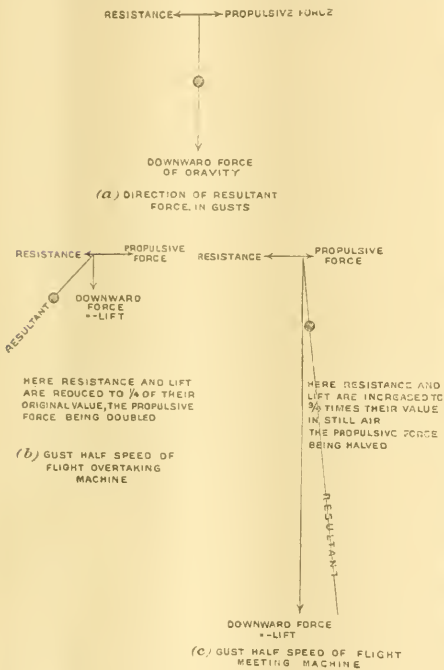 RESISTANCE PROPULSIVE FORCE
DOWNWARD FORCE
OF GRAVITY
(a) DIRECTION OF RESULTANT
FORCE, IN GUSTS
RESISTANCE PROPULSIVE
FORCE
DOWNWARD
FORCE
"-LIFT
RESULTANT
HERE RESISTANCE AND LIFT
ARE REDUCED TO 1/4 OF THEIR
ORIGINAL VALUE, THE PROPULSIVE
FORCE BEING DOUBLED
(b) GUST HALF SPEED OF
FLIGHT OVERTAKING
MACHINE
RESISTANCE PROPULSIVE
FORCE
HERE RESISTANCE AND
LIFT ARE INCREASED TO
TIMES THEIR VALUE
IN STILL AIR
THE PROPULSIVE FORCE
BEING HALVED
RESULTANT
DOWNWARD FORCE
"-LIFT
(c) GUST HALF SPEED OF FLIGHT
MEETING MACHINE